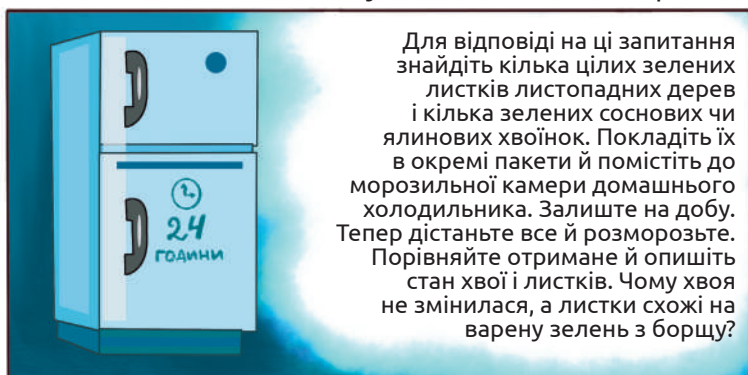 Для відповіді на ці запитання
знайдіть кілька цілих зелених
листків листопадних дерев
і кілька зелених соснових чи
ялинових хвоїнок. Покладіть їх
в окремі пакети й помістіть до
морозильної камери домашнього
холодильника. Залиште на добу.
Тепер дістаньте все й розморозьте.
Порівняйте отримане й опишіть
стан хвої і листків. Чому хвоя
не змінилася, а листки схожі на
варену зелень з борщу?
24
ГОДИНИ